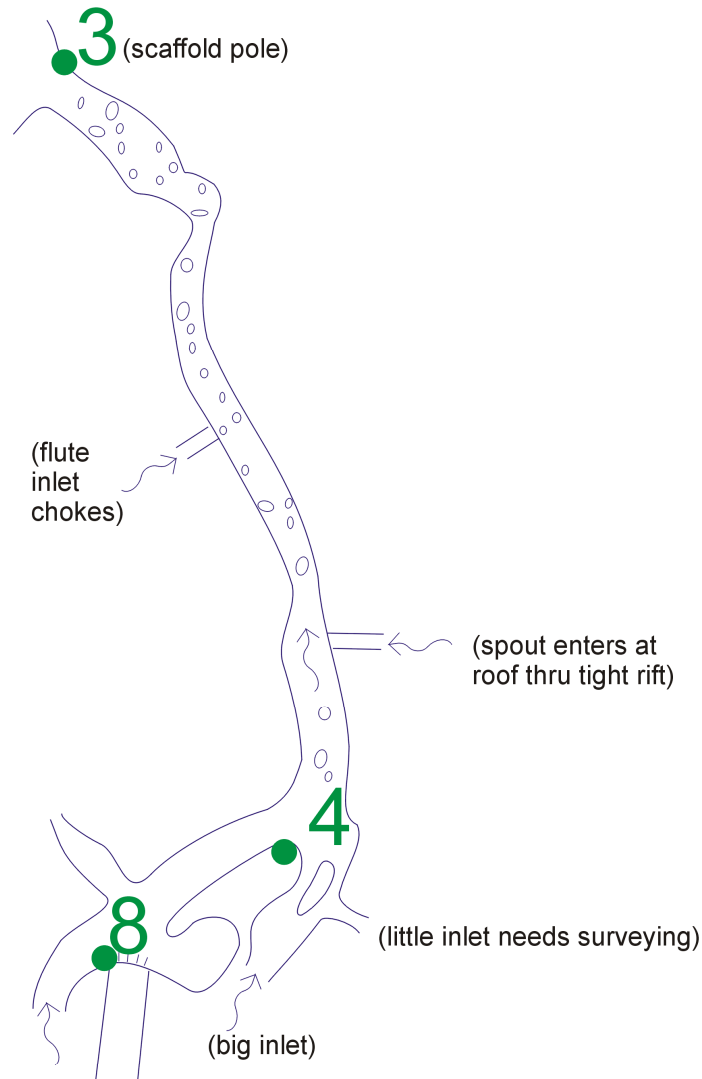 3 (scaffold pole)
(flute
inlet
chokes)
(spout enters at
roof thru tight rift)
4
8
(little inlet needs surveying)
(big inlet)